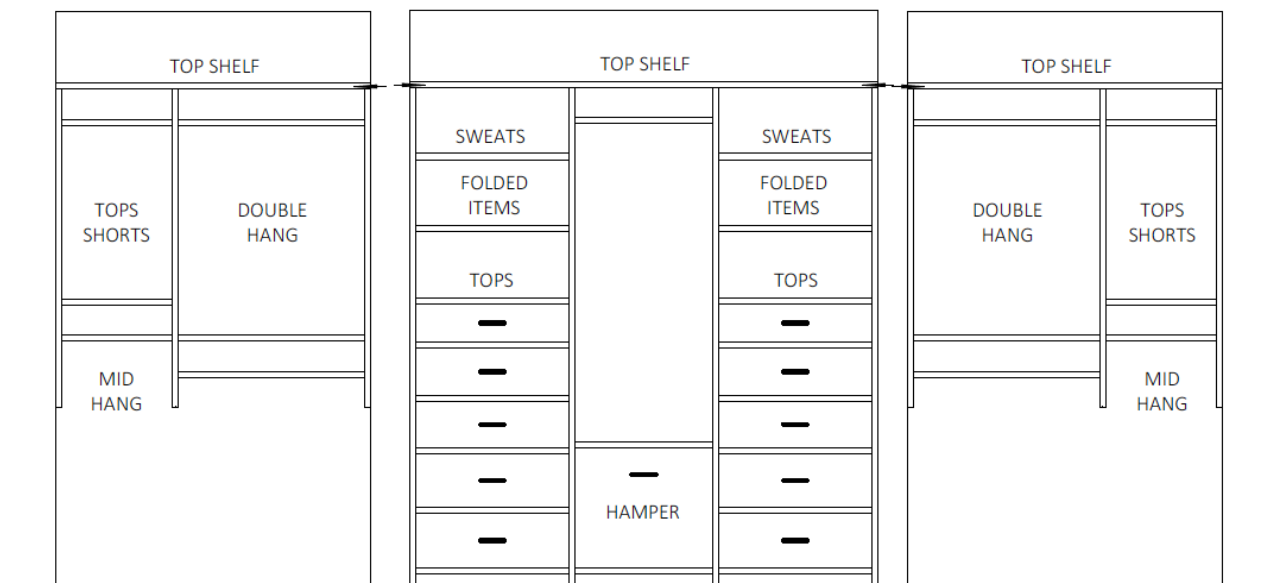 TOP SHELF
TOPS
SHORTS
DOUBLE
HANG
MID
HANG
TOP SHELF
SWEATS
FOLDED
ITEMS
TOPS
HAMPER
SWEATS
FOLDED
ITEMS
TOPS
TOP SHELF
DOUBLE
HANG
TOPS
SHORTS
MID
HANG